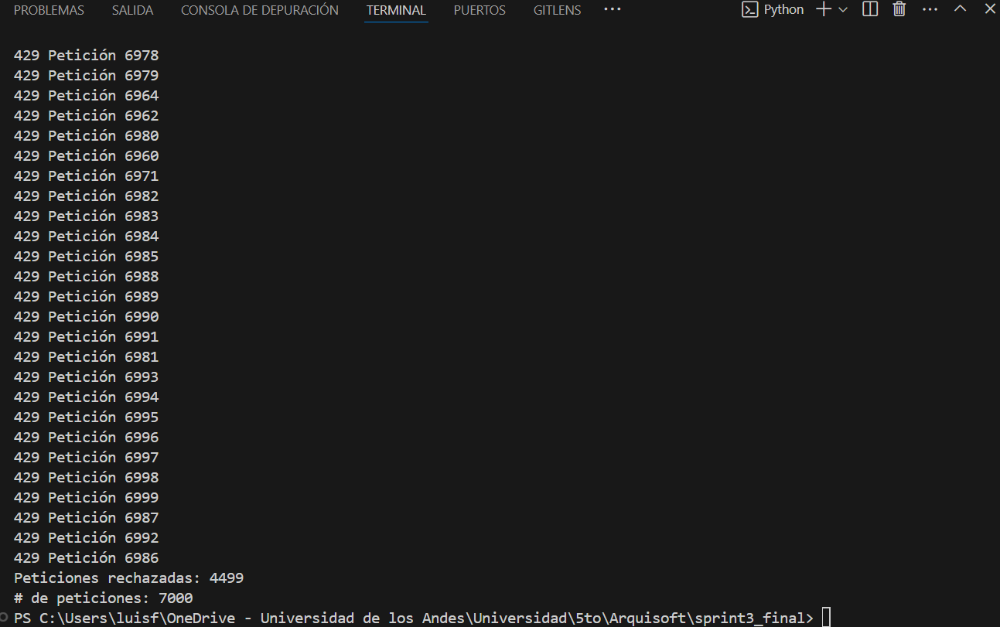 PROBLEMAS SALIDA CONSOLA DE DEPURACIÓN TERMINAL PUERTOS GITLENS ··· Python ···
429 Petición 6978
429 Petición 6979
429 Petición 6964
429 Petición 6962
429 Petición 6980
429 Petición 6960
429 Petición 6971
429 Petición 6982
429 Petición 6983
429 Petición 6984
429 Petición 6985
429 Petición 6988
429 Petición 6989
429 Petición 6990
429 Petición 6991
429 Petición 6981
429 Petición 6993
429 Petición 6994
429 Petición 6995
429 Petición 6996
429 Petición 6997
429 Petición 6998
429 Petición 6999
429 Petición 6987
429 Petición 6992
429 Petición 6986
Peticiones rechazadas: 4499
# de peticiones: 7000
PS C:\Users\luisf\OneDrive - Universidad de los Andes\Universidad\5to\Arquisoft\sprint3_final>